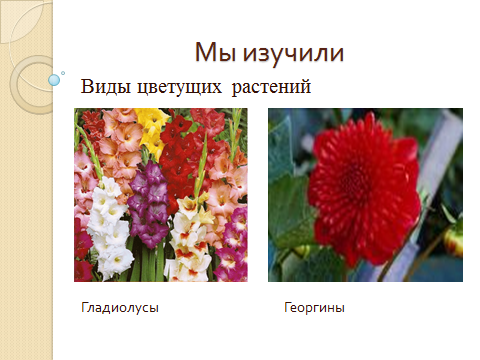 Мы изучили
Виды цветущих растений
Гладиолусы
Георгины